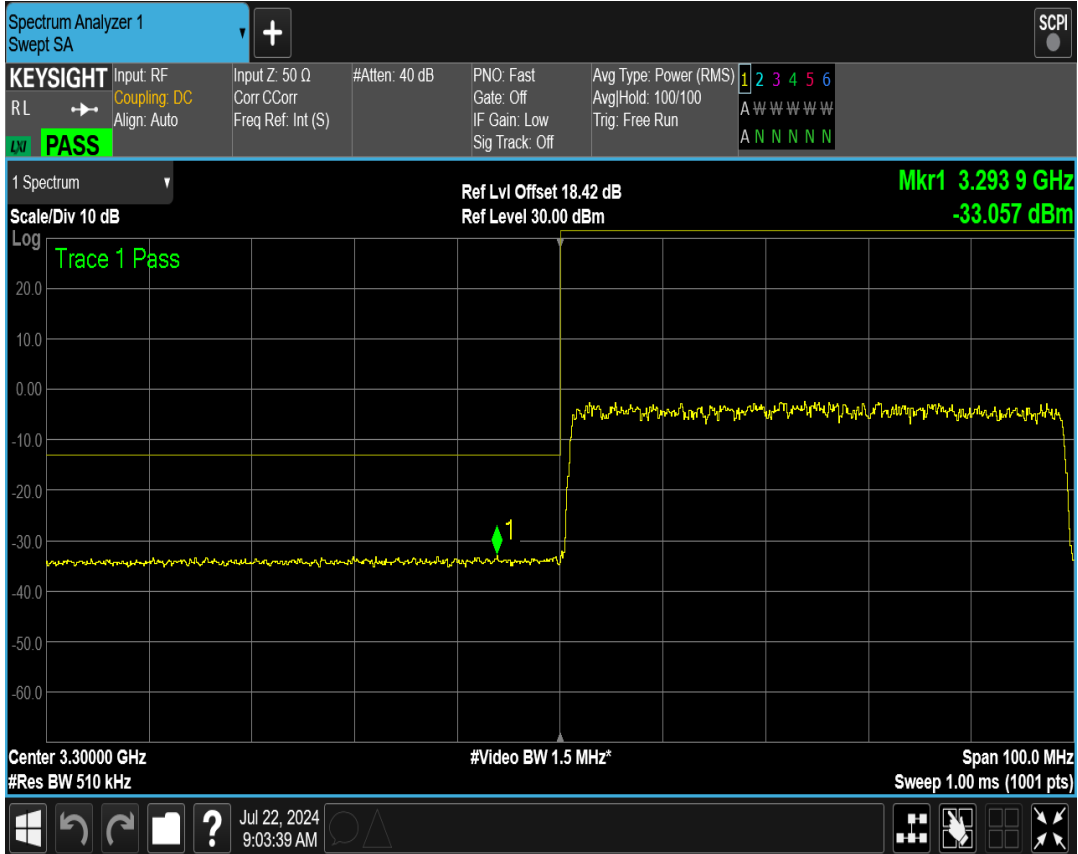 Spectrum Analyzer 1
Swept SA
+
SCPI
KEYSIGHT
RL
LXI PASS
Input: RF
Coupling: DC
Align: Auto
Input Z: 50 Ω
Corr CCorr
Freq Ref: Int (S)
#Atten: 40 dB
PNO: Fast
Gate: Off
IF Gain: Low
Sig Track: Off
Avg Type: Power (RMS)
Avg|Hold: 100/100
Trig: Free Run
1 2 3 4 5 6
A W W W W W
A N N N N N
1 Spectrum
Scale/Div 10 dB
Ref Lvl Offset 18.42 dB
Ref Level 30.00 dBm
Mkr1 3.293 9 GHz
-33.057 dBm
Log
Trace 1 Pass
20.0
10.0
0.00
-10.0
-20.0
1
-30.0
-40.0
-50.0
-60.0
Center 3.30000 GHz
#Video BW 1.5 MHz*
Span 100.0 MHz
#Res BW 510 kHz
Sweep 1.00 ms (1001 pts)
?
Jul 22, 2024
9:03:39 AM